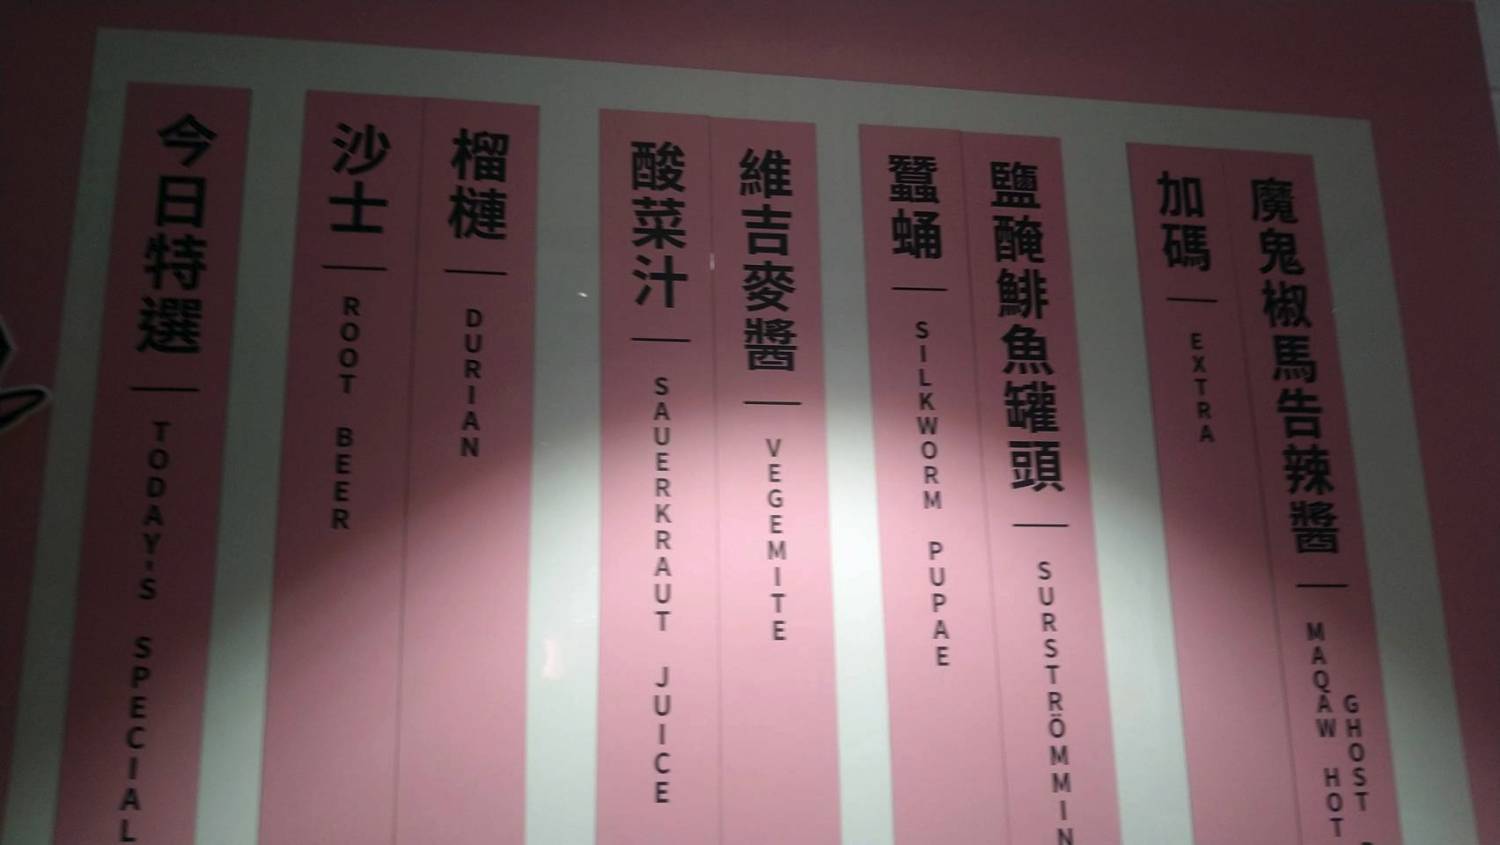 今日特選
TODAY'S SPECIAL
沙士
ROOT BEER
榴槤
DURIAN
酸菜汁
SAUERKRAUT JUICE
維吉麥醬
VEGEMITE
蠶蛹
SILKWORM PUPAE
鹽醃鯡魚罐頭
SURSTRÖMMIN
加碼
EXTRA
魔鬼椒馬告辣醬
GHOST
MAQAW HOT